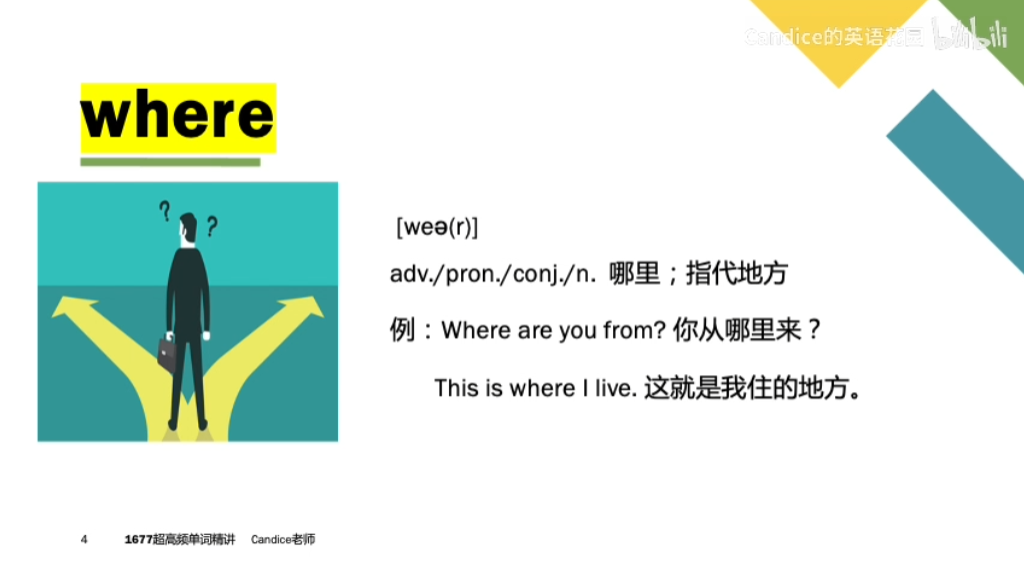 Candice的英语花园 bilibili
where
? ?
[weə(r)]
adv./pron./conj./n. 哪里；指代地方
例：Where are you from? 你从哪里来？
This is where I live. 这就是我住的地方。
4 1677超高频单词精讲 Candice老师